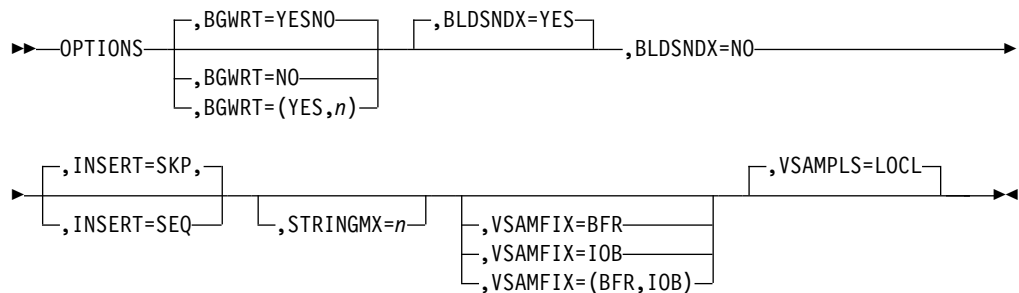 ,BGWRT=YESNO ,BLDSNDX=YES
OPTIONS ,BLDSNDX=NO
,BGWRT=NO
,BGWRT=(YES,n)
,INSERT=SKP, ,VSAMPLS=LOCL
,INSERT=SEQ ,STRINGMX=n ,VSAMFIX=BFR
,VSAMFIX=IOB
,VSAMFIX=(BFR,IOB)